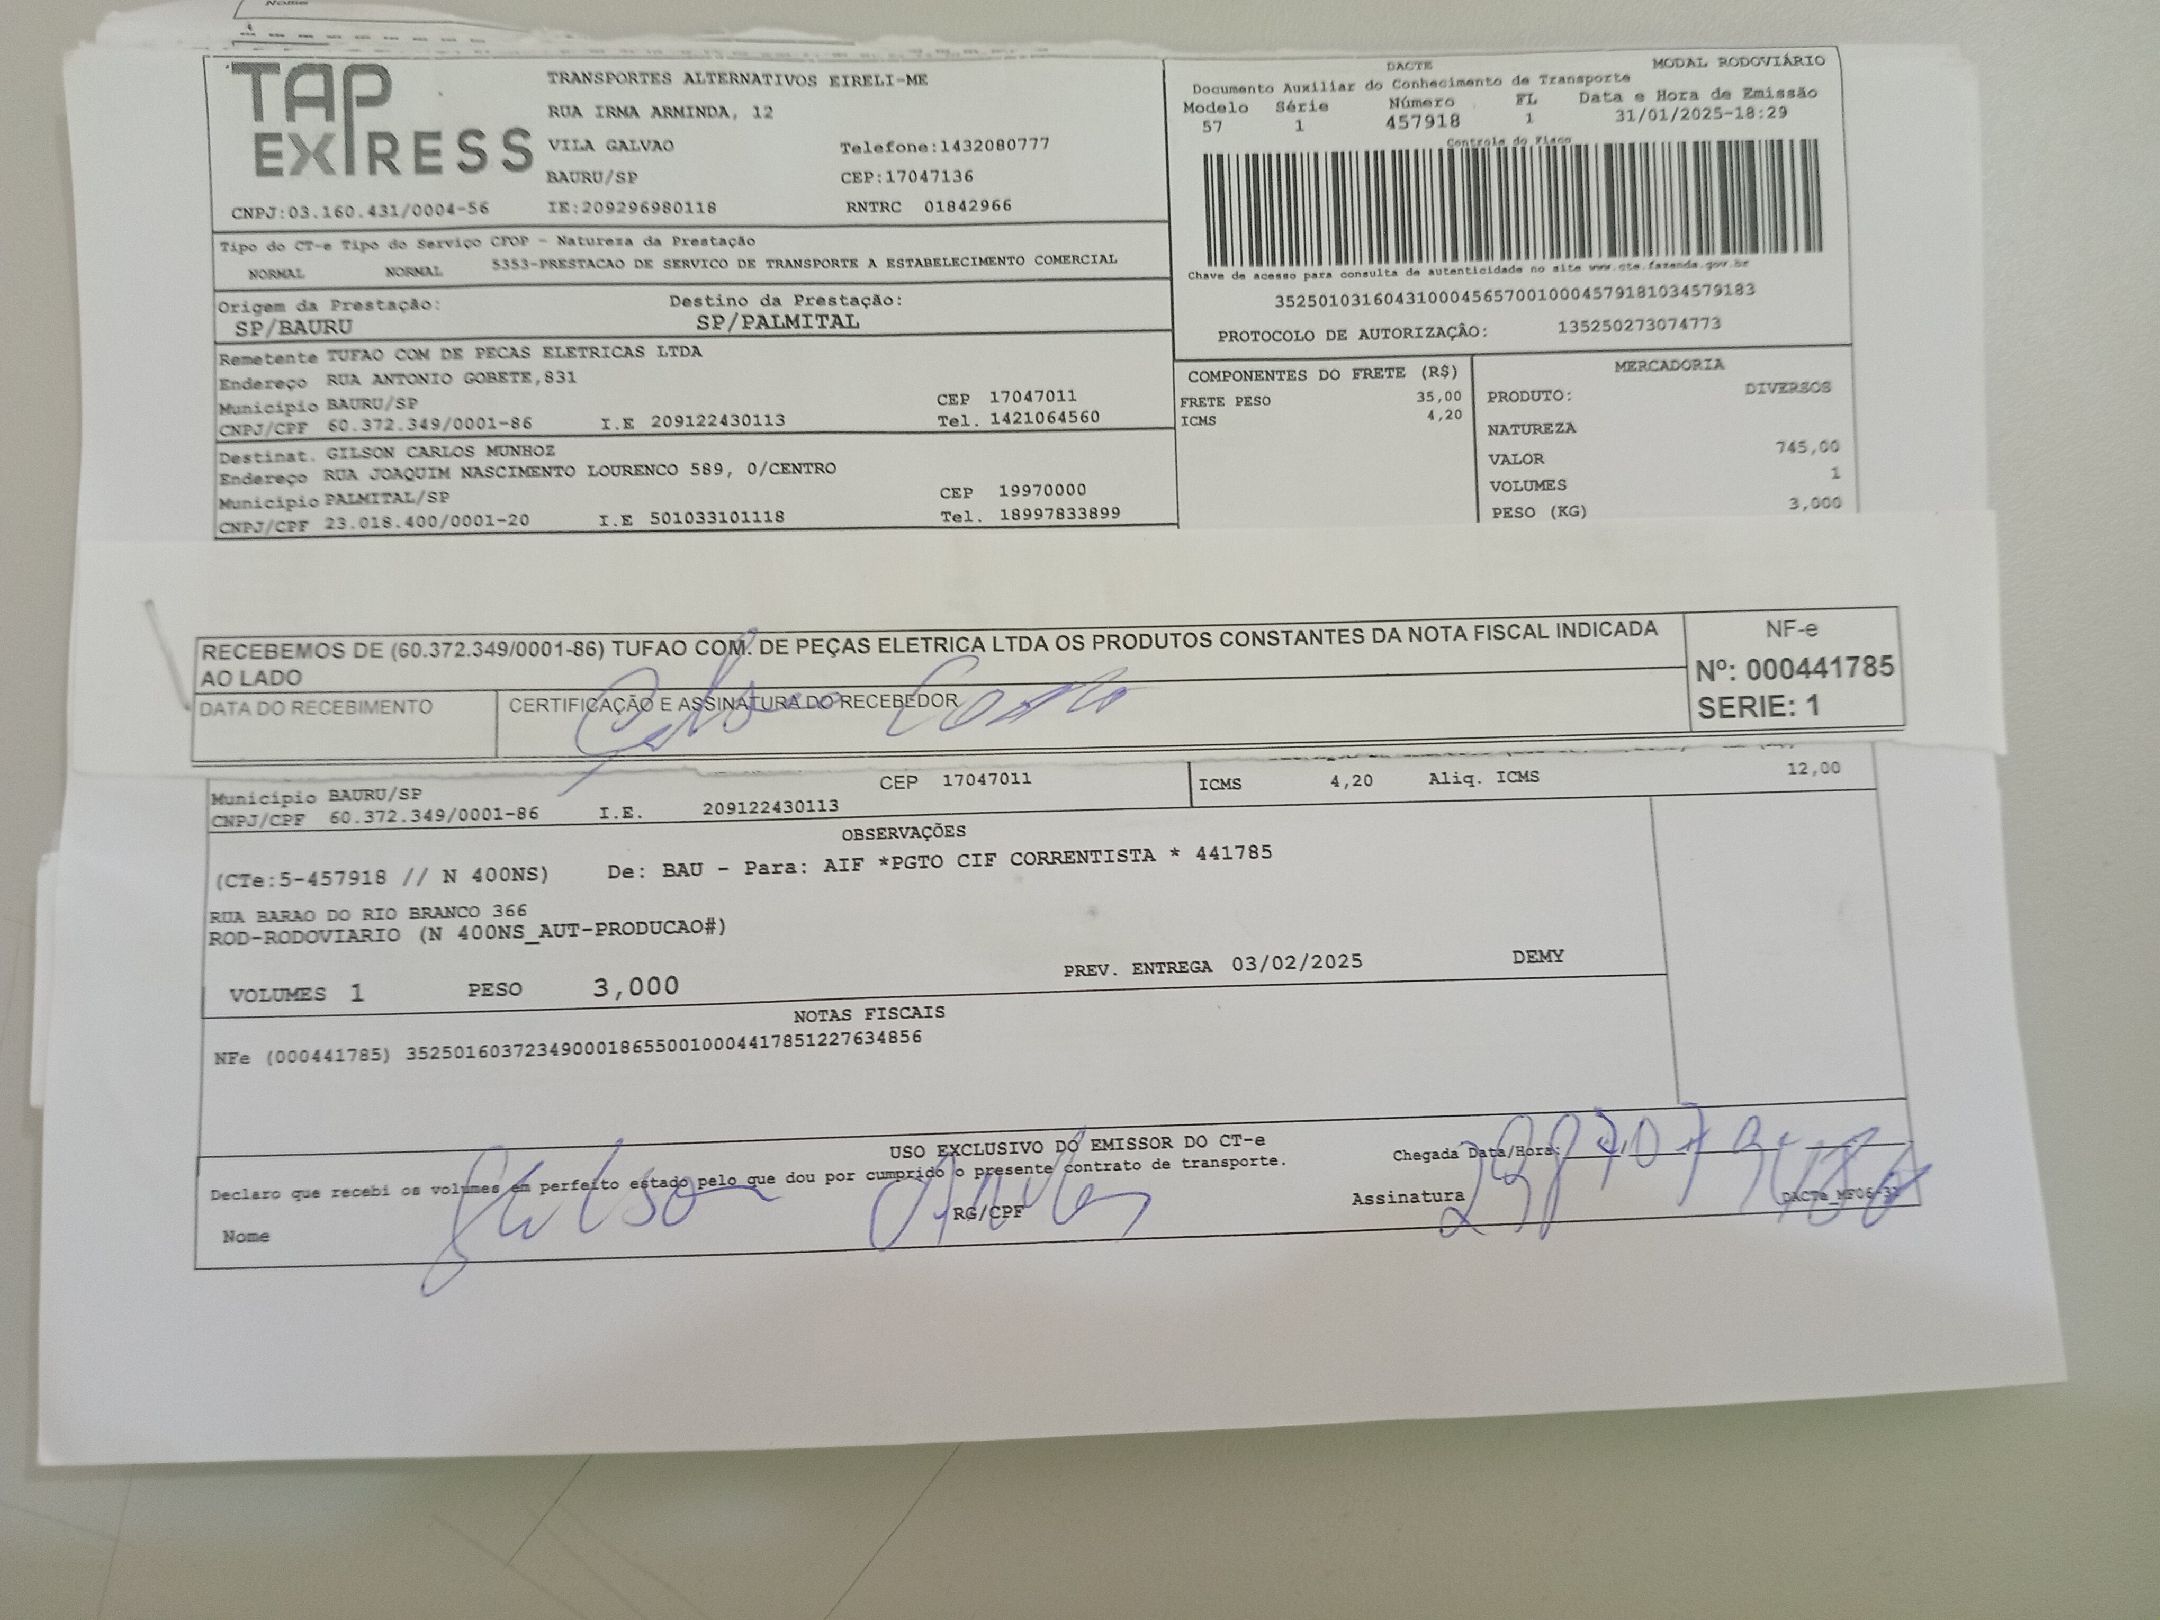 Nome
TAP EXPRESS
TRANSPORTES ALTERNATIVOS EIRELI-ME
RUA IRMA ARMINDA, 12
VILA GALVAO Telefone:1432080777
BAURU/SP CEP:17047136
CNPJ:03.160.431/0004-56 IE:209296980118 RNTRC 01842966
DACTE MODAL RODOVIÁRIO
Documento Auxiliar do Conhecimento de Transporte
Modelo Série Número FL Data e Hora de Emissão
57 1 457918 1 31/01/2025-18:29
Controle do Fisco
Chave de acesso para consulta de autenticidade no site www.cte.fazenda.gov.br
35250103160431000456570010004579181034579183
PROTOCOLO DE AUTORIZAÇÂO: 135250273074773
Tipo do CT-e Tipo do Serviço CFOP - Natureza da Prestação
NORMAL NORMAL 5353-PRESTACAO DE SERVICO DE TRANSPORTE A ESTABELECIMENTO COMERCIAL
Origem da Prestação: Destino da Prestação:
SP/BAURU SP/PALMITAL
Remetente TUFAO COM DE PECAS ELETRICAS LTDA
Endereço RUA ANTONIO GOBETE,831
Município BAURU/SP CEP 17047011
CNPJ/CPF 60.372.349/0001-86 I.E 209122430113 Tel. 1421064560
Destinat. GILSON CARLOS MUNHOZ
Endereço RUA JOAQUIM NASCIMENTO LOURENCO 589, 0/CENTRO
Município PALMITAL/SP CEP 19970000
CNPJ/CPF 23.018.400/0001-20 I.E 501033101118 Tel. 18997833899
COMPONENTES DO FRETE (R$)
FRETE PESO 35,00
ICMS 4,20
MERCADORIA
PRODUTO: DIVERSOS
NATUREZA
VALOR 745,00
VOLUMES 1
PESO (KG) 3,000
RECEBEMOS DE (60.372.349/0001-86) TUFAO COM. DE PEÇAS ELETRICA LTDA OS PRODUTOS CONSTANTES DA NOTA FISCAL INDICADA
AO LADO
DATA DO RECEBIMENTO CERTIFICAÇÃO E ASSINATURA DO RECEBEDOR
NF-e
Nº: 000441785
SERIE: 1
Município BAURU/SP CEP 17047011
CNPJ/CPF 60.372.349/0001-86 I.E. 209122430113
ICMS 4,20 Aliq. ICMS 12,00
OBSERVAÇÕES
(CTe:5-457918 // N 400NS) De: BAU - Para: AIF *PGTO CIF CORRENTISTA * 441785
RUA BARAO DO RIO BRANCO 366
ROD-RODOVIARIO (N 400NS_AUT-PRODUCAO#)
VOLUMES 1 PESO 3,000 PREV. ENTREGA 03/02/2025 DEMY
NOTAS FISCAIS
NFe (000441785) 35250160372349000186550010004417851227634856
USO EXCLUSIVO DO EMISSOR DO CT-e
Declaro que recebi os volumes em perfeito estado pelo que dou por cumprido o presente contrato de transporte.
Chegada Data/Hora:
Nome RG/CPF Assinatura